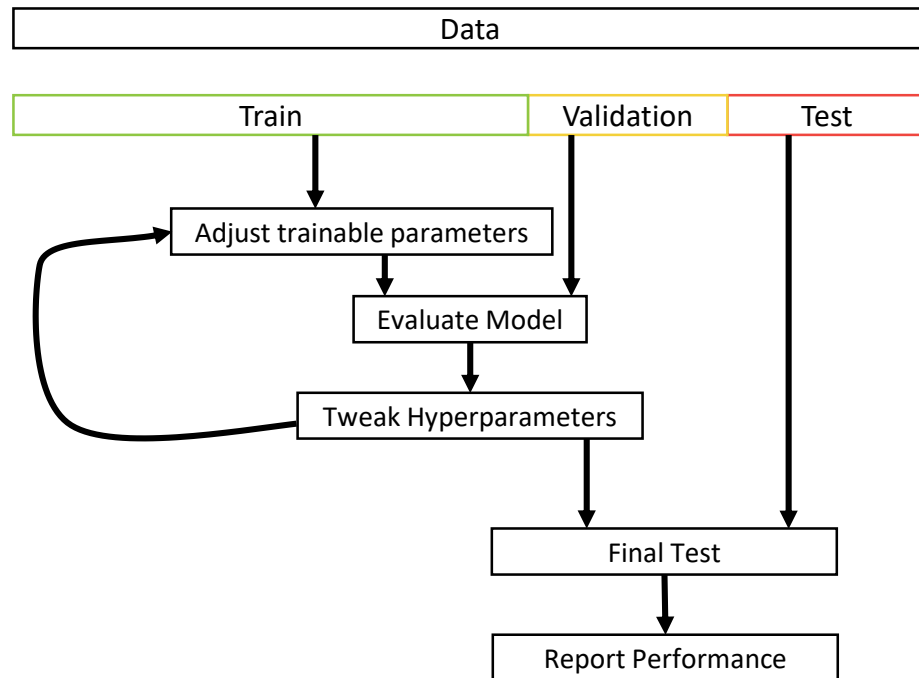 Data
Train
Validation
Test
Adjust trainable parameters
Evaluate Model
Tweak Hyperparameters
Final Test
Report Performance